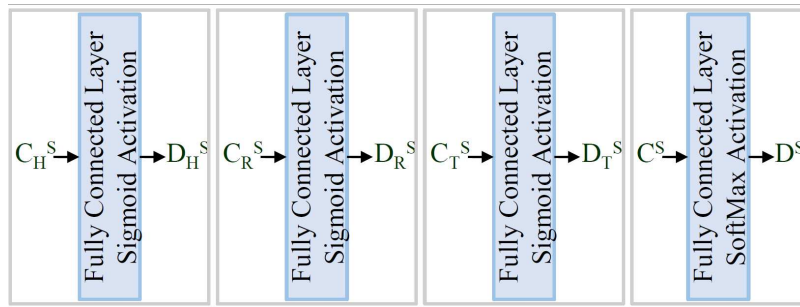 C_H^S
Fully Connected Layer
Sigmoid Activation
D_H^S
C_R^S
Fully Connected Layer
Sigmoid Activation
D_R^S
C_T^S
Fully Connected Layer
Sigmoid Activation
D_T^S
C^S
Fully Connected Layer
SoftMax Activation
D^S